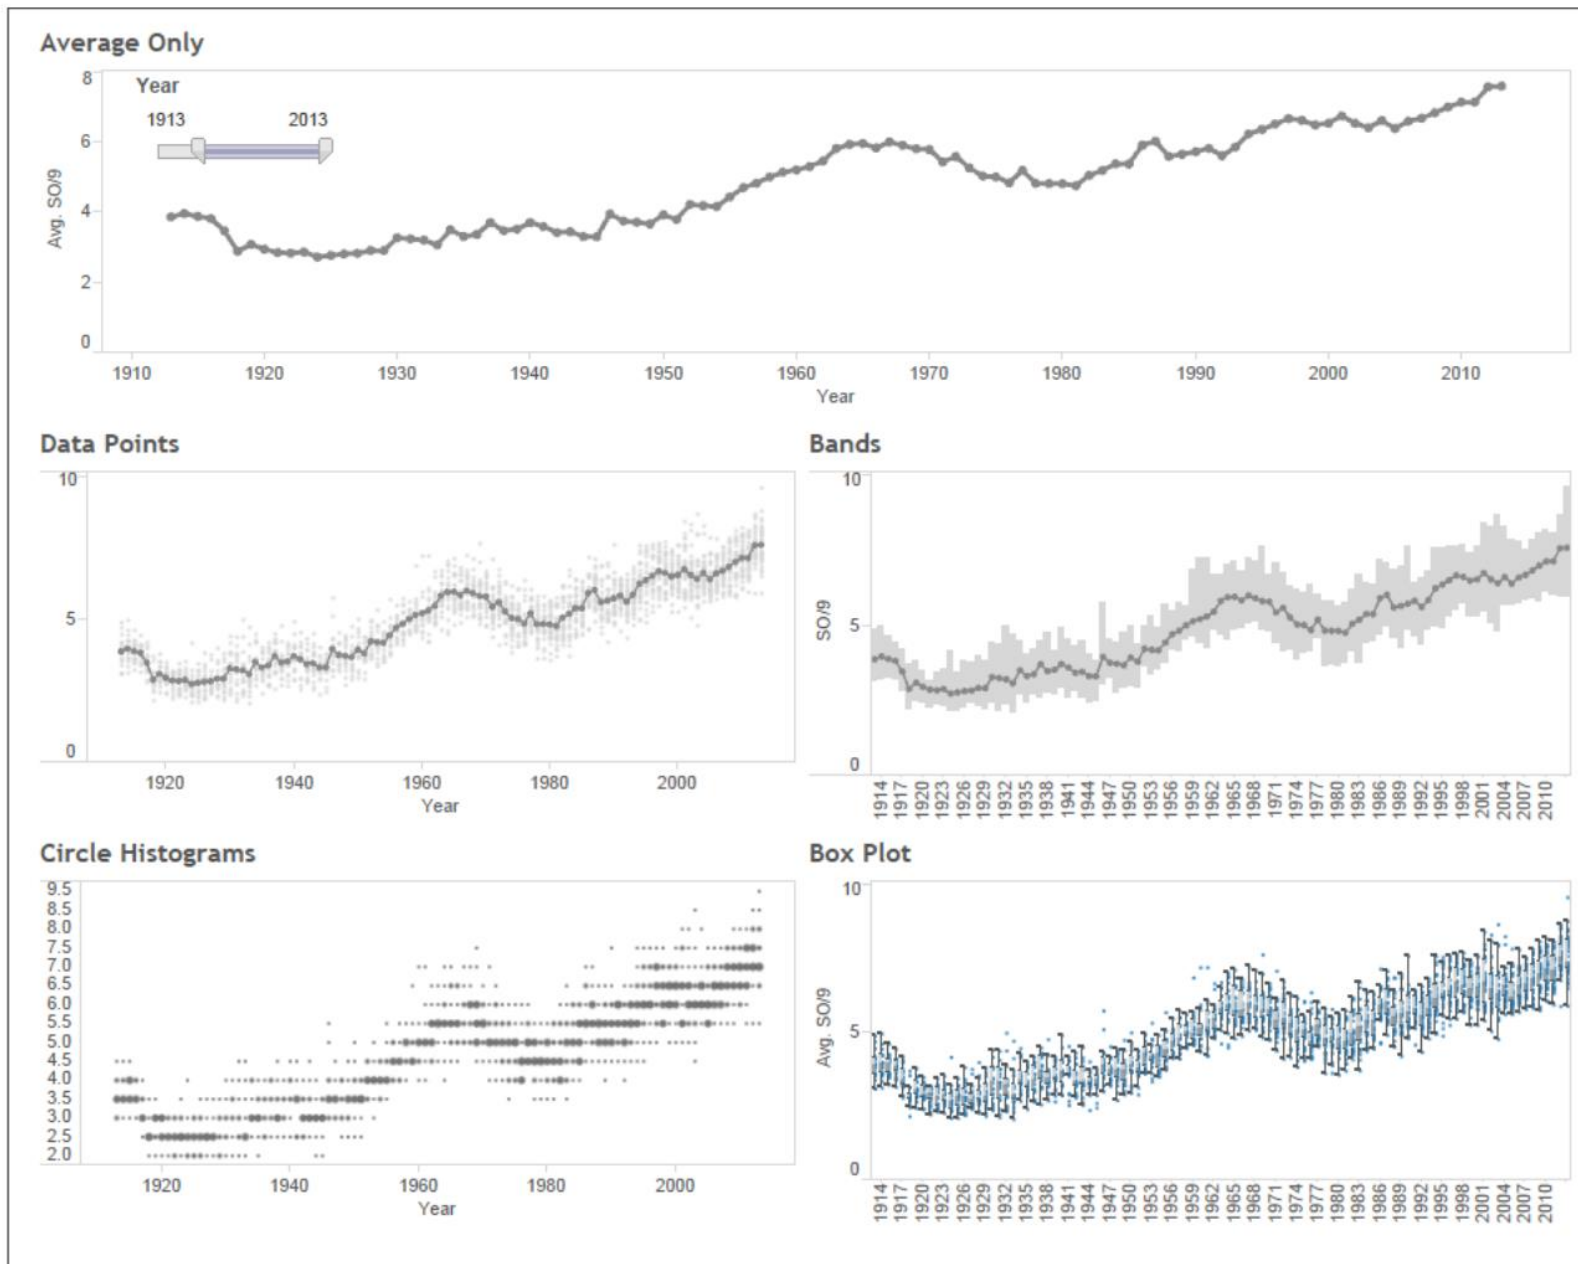 Average Only
8
Year
1913 2013
6
Avg. SO/9
4
2
0
1910 1920 1930 1940 1950 1960 1970 1980 1990 2000 2010
Year
Data Points
10
5
0
1920 1940 1960 1980 2000
Year
Bands
10
SO/9
5
0
1914 1917 1920 1923 1926 1929 1932 1935 1938 1941 1944 1947 1950 1953 1956 1959 1962 1965 1968 1971 1974 1977 1980 1983 1986 1989 1992 1995 1998 2001 2004 2007 2010
Circle Histograms
9.5
8.5
8.0
7.5
7.0
6.5
6.0
5.5
5.0
4.5
4.0
3.5
3.0
2.5
2.0
1920 1940 1960 1980 2000
Year
Box Plot
10
Avg. SO/9
5
0
1914 1917 1920 1923 1926 1929 1932 1935 1938 1941 1944 1947 1950 1953 1956 1959 1962 1965 1968 1971 1974 1977 1980 1983 1986 1989 1992 1995 1998 2001 2004 2007 2010